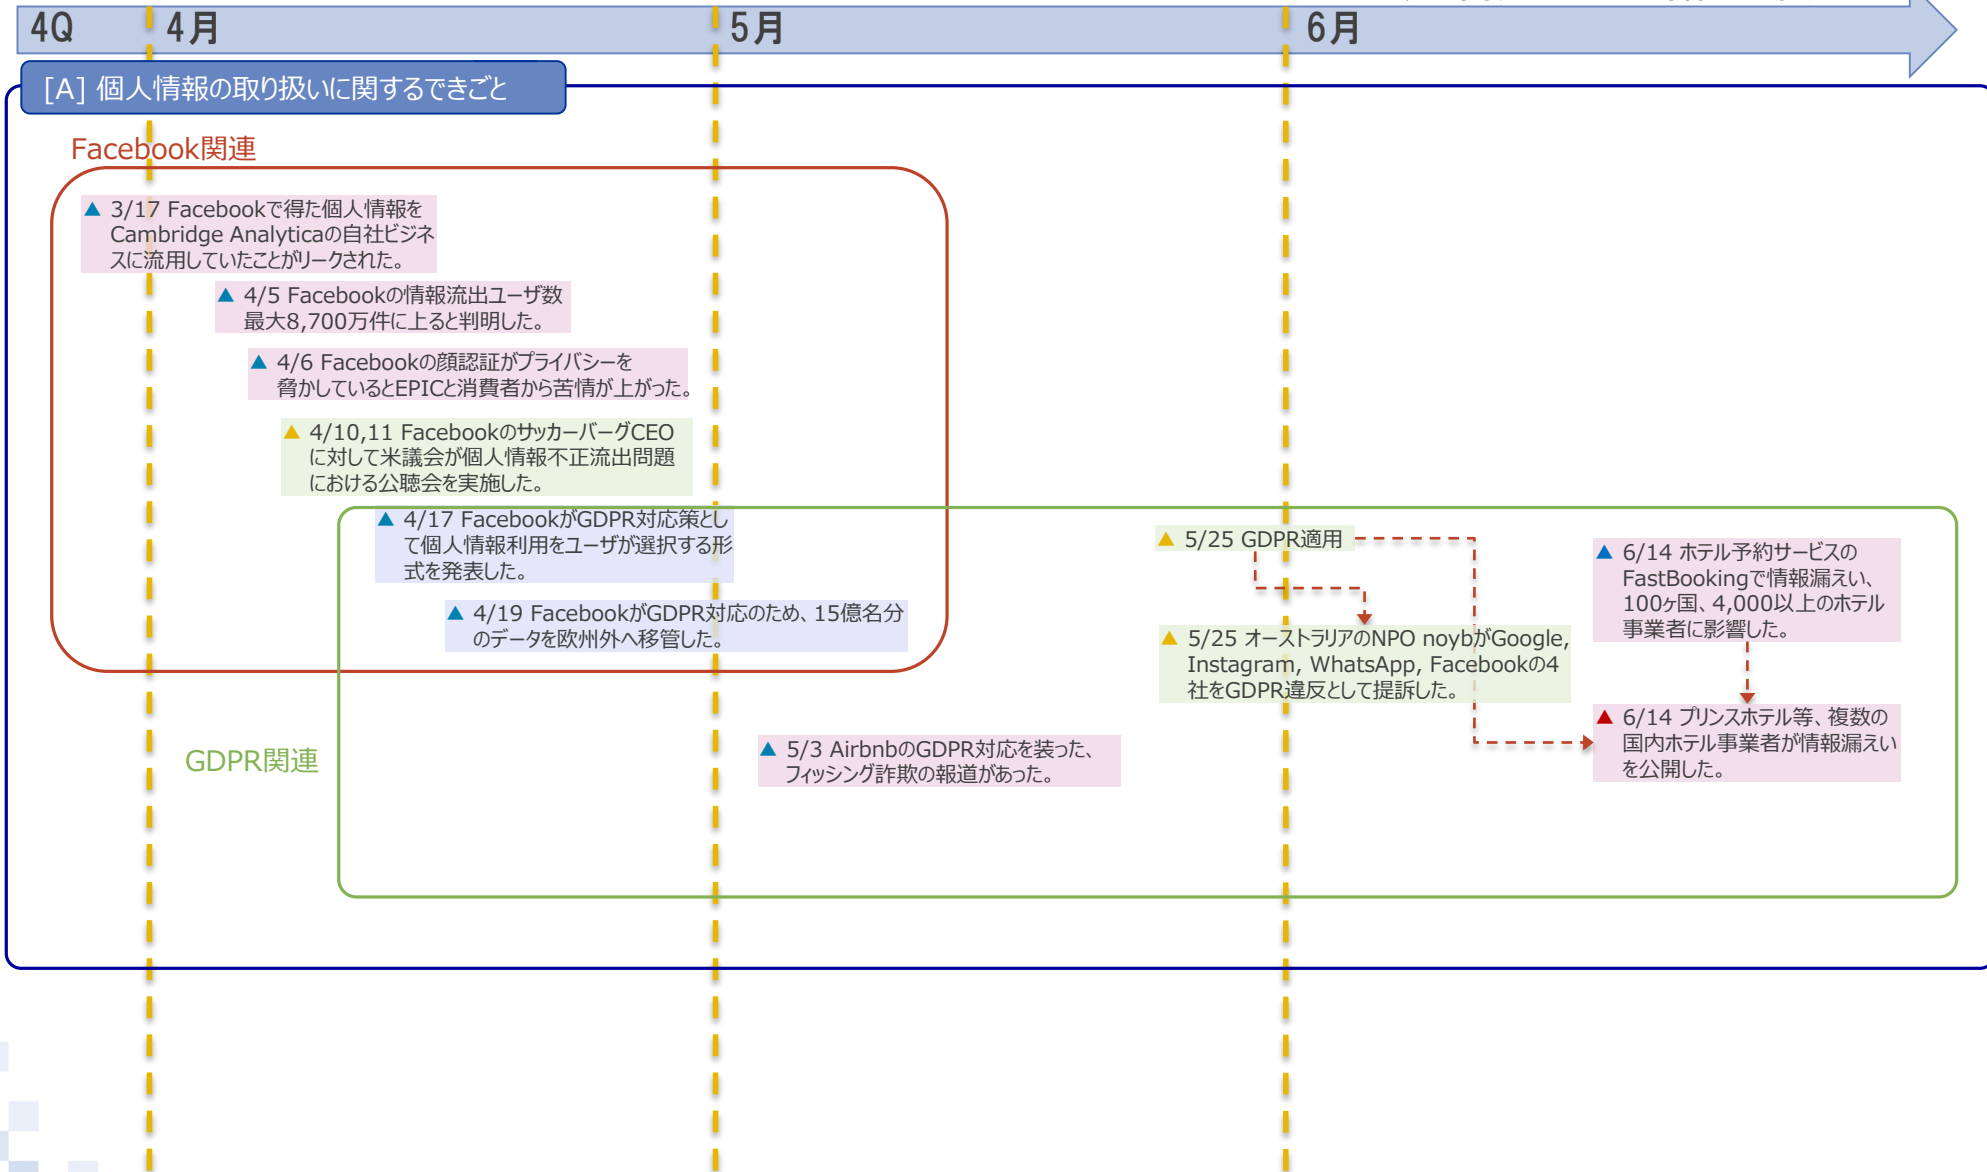 4Q
4月
5月
6月
[A] 個人情報の取り扱いに関するできごと
Facebook関連
▲ 3/17 Facebookで得た個人情報を
Cambridge Analyticaの自社ビジネ
スに流用していたことがリークされた。
▲ 4/5 Facebookの情報流出ユーザ数
最大8,700万件に上ると判明した。
▲ 4/6 Facebookの顔認証がプライバシーを
脅かしているとEPICと消費者から苦情が上がった。
▲ 4/10,11 FacebookのサッカーバーグCEO
に対して米議会が個人情報不正流出問題
における公聴会を実施した。
▲ 4/17 FacebookがGDPR対応策とし
て個人情報利用をユーザが選択する形
式を発表した。
▲ 4/19 FacebookがGDPR対応のため、15億名分
のデータを欧州外へ移管した。
GDPR関連
▲ 5/3 AirbnbのGDPR対応を装った、
フィッシング詐欺の報道があった。
▲ 5/25 GDPR適用
▲ 5/25 オーストラリアのNPO noybがGoogle,
Instagram, WhatsApp, Facebookの4
社をGDPR違反として提訴した。
▲ 6/14 ホテル予約サービスの
FastBookingで情報漏えい、
100ヶ国、4,000以上のホテル
事業者に影響した。
▲ 6/14 プリンスホテル等、複数の
国内ホテル事業者が情報漏えい
を公開した。